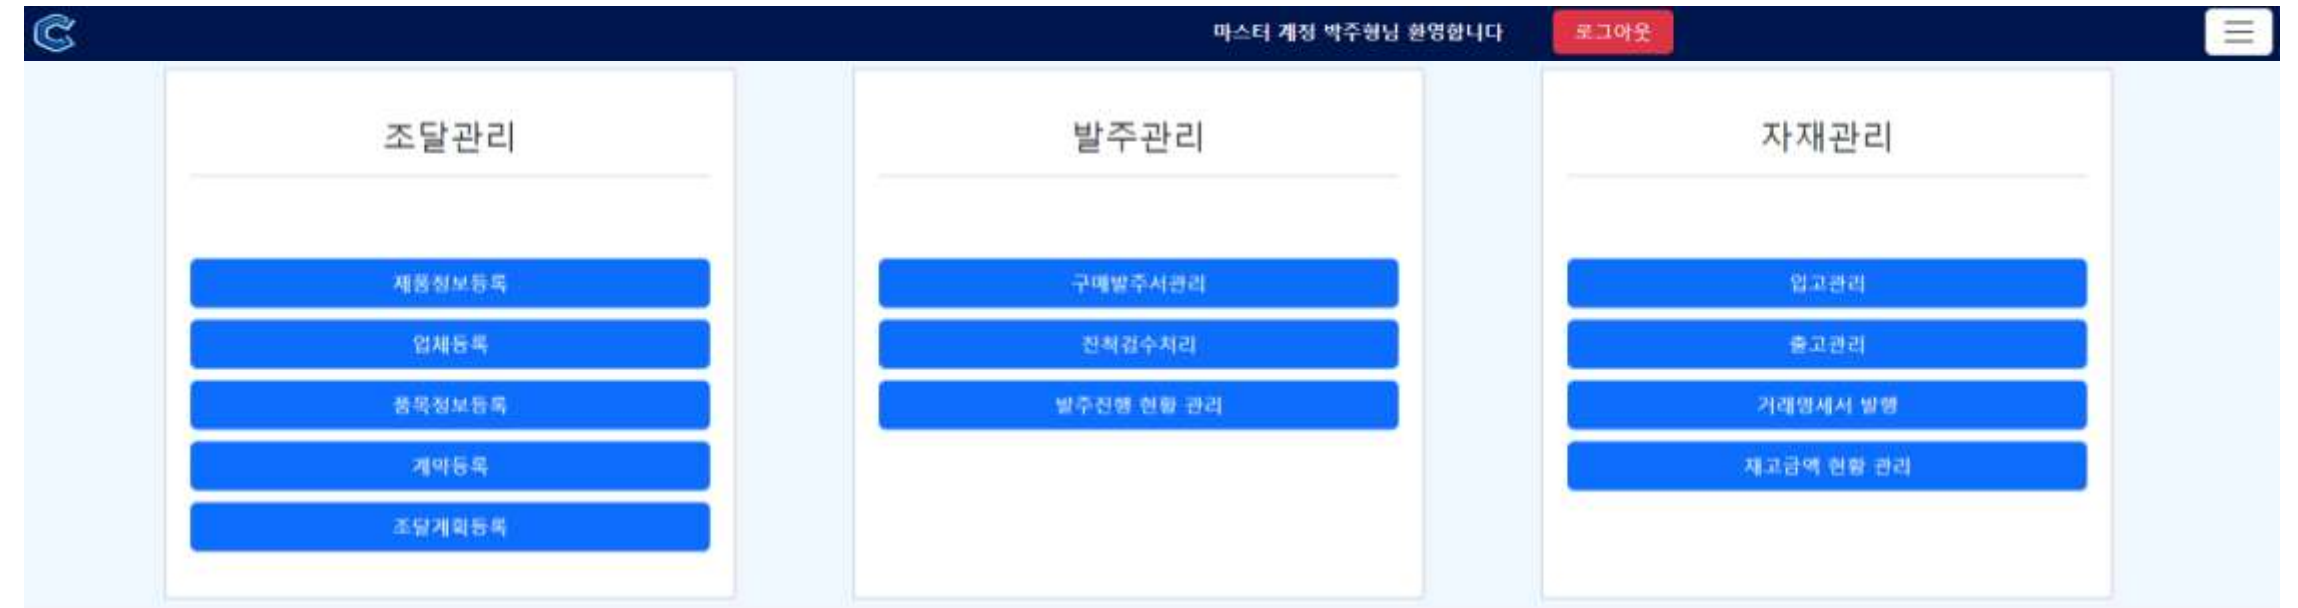 마스터 계정 박주형님 환영합니다
로그아웃
조달관리
제품정보등록
업체등록
품목정보등록
계약등록
조달계획등록
발주관리
구매발주서관리
진척검수처리
발주진행 현황 관리
자재관리
입고관리
출고관리
거래명세서 발행
재고금액 현황 관리